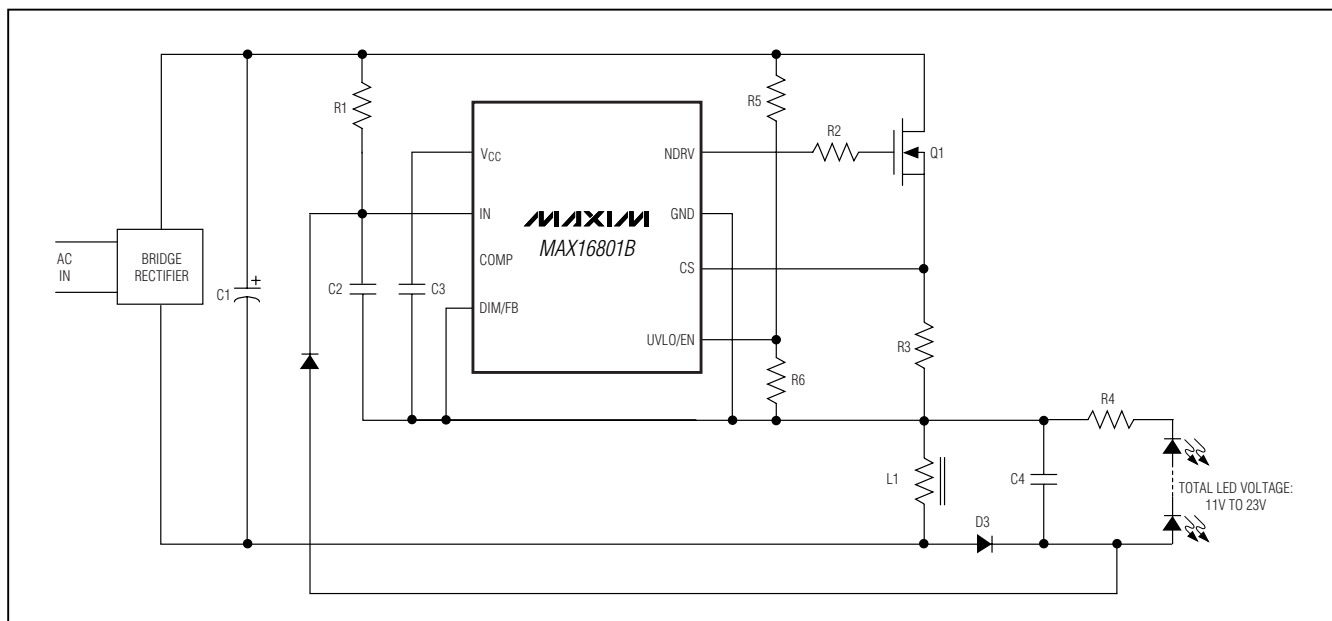 R1
R5
R2
Q1
VCC
NDRV
IN
GND
MAXIM
MAX16801B
COMP
CS
DIM/FB
UVLO/EN
AC
IN
BRIDGE
RECTIFIER
C1
+
C2
C3
R3
R6
R4
L1
C4
D3
TOTAL LED VOLTAGE:
11V TO 23V